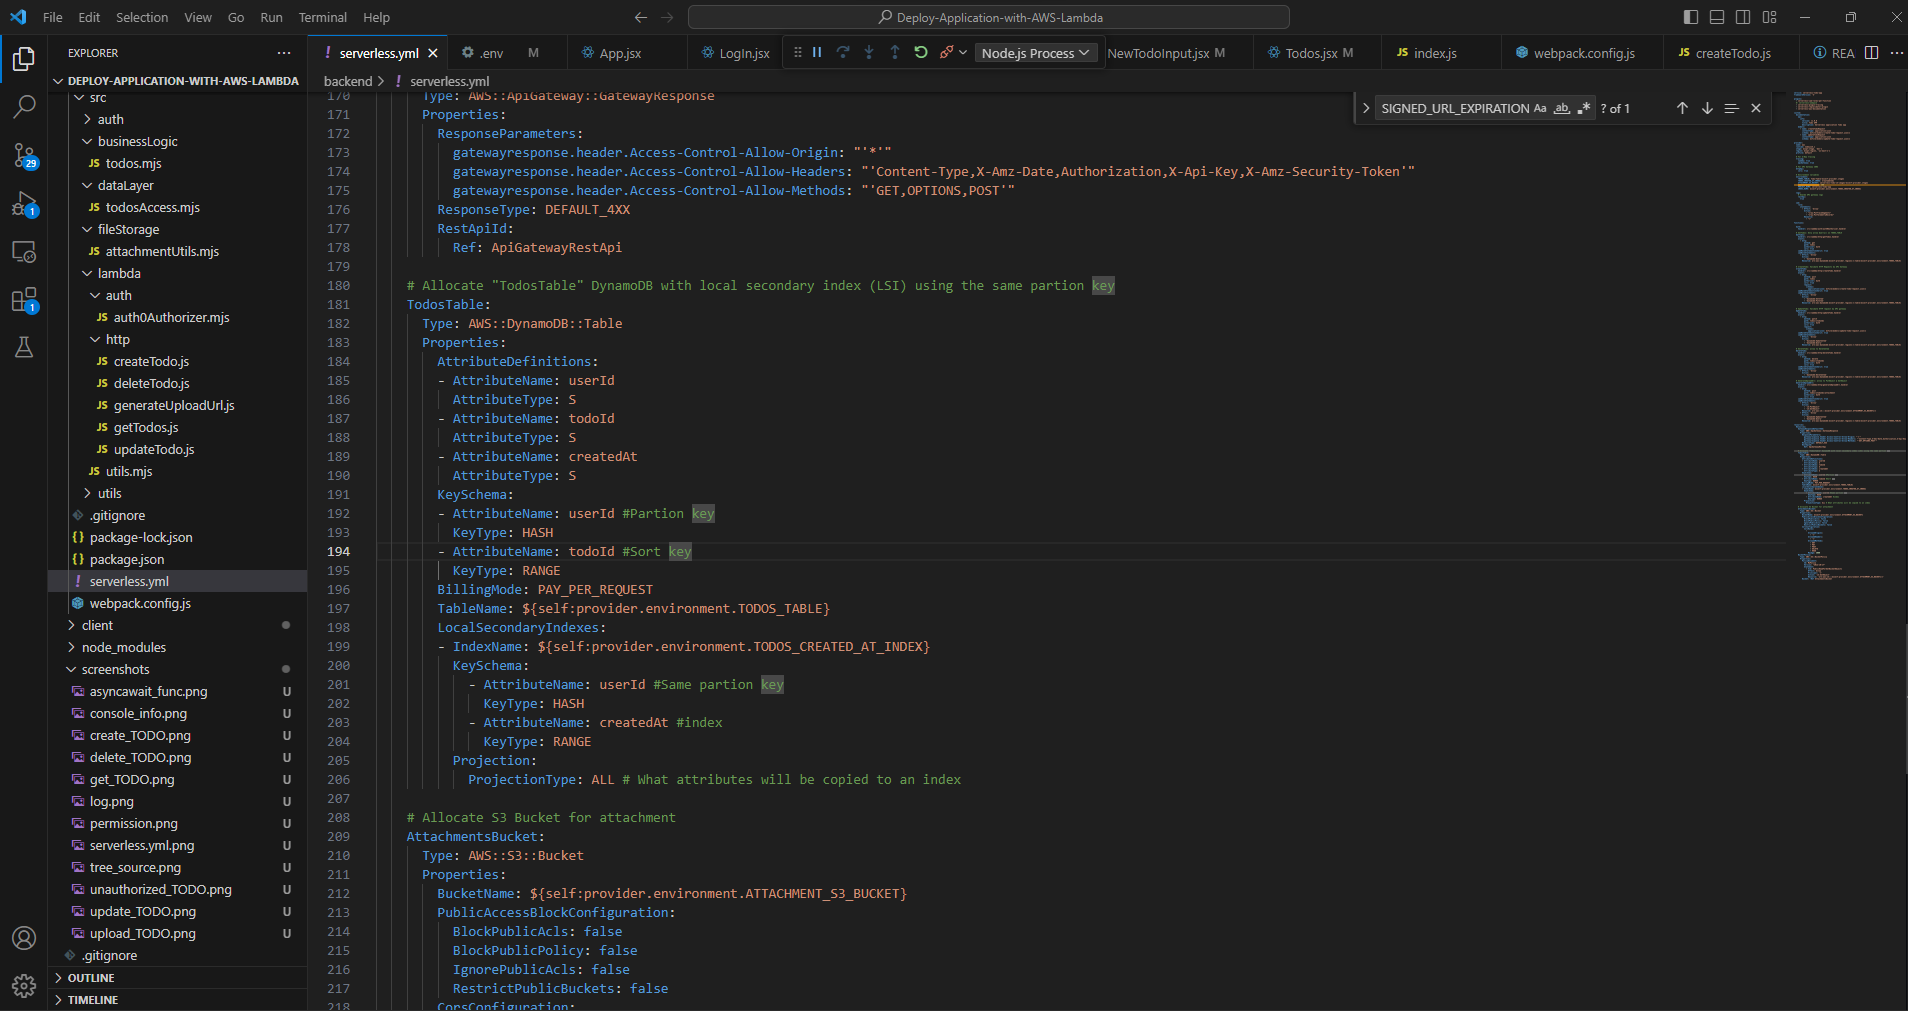 File Edit Selection View Go Run Terminal Help
Deploy-Application-with-AWS-Lambda
EXPLORER
serverless.yml
.env M
App.jsx
LogIn.jsx
Node.js Process
NewTodoInput.jsx M
Todos.jsx M
index.js
webpack.config.js
createTodo.js
REA
DEPLOY-APPLICATION-WITH-AWS-LAMBDA
src
auth
businessLogic
JS todos.mjs
dataLayer
JS todosAccess.mjs
fileStorage
JS attachmentUtils.mjs
lambda
auth
JS auth0Authorizer.mjs
http
JS createTodo.js
JS deleteTodo.js
JS generateUploadUrl.js
JS getTodos.js
JS updateTodo.js
JS utils.mjs
utils
.gitignore
{} package-lock.json
{} package.json
! serverless.yml
webpack.config.js
client
node_modules
screenshots
asyncawait_func.png U
console_info.png U
create_TODO.png U
delete_TODO.png U
get_TODO.png U
log.png U
permission.png U
serverless.yml.png U
tree_source.png U
unauthorized_TODO.png U
update_TODO.png U
upload_TODO.png U
.gitignore
OUTLINE
TIMELINE
29
1
1
backend > ! serverless.yml
SIGNED_URL_EXPIRATION Aa ab .* ? of 1
170 Type: AWS::ApiGateway::GatewayResponse
171 Properties:
172 ResponseParameters:
173 gatewayresponse.header.Access-Control-Allow-Origin: "'*'"
174 gatewayresponse.header.Access-Control-Allow-Headers: "'Content-Type,X-Amz-Date,Authorization,X-Api-Key,X-Amz-Security-Token'"
175 gatewayresponse.header.Access-Control-Allow-Methods: "'GET,OPTIONS,POST'"
176 ResponseType: DEFAULT_4XX
177 RestApiId:
178 Ref: ApiGatewayRestApi
179
180 # Allocate "TodosTable" DynamoDB with local secondary index (LSI) using the same partion key
181 TodosTable:
182 Type: AWS::DynamoDB::Table
183 Properties:
184 AttributeDefinitions:
185 - AttributeName: userId
186 AttributeType: S
187 - AttributeName: todoId
188 AttributeType: S
189 - AttributeName: createdAt
190 AttributeType: S
191 KeySchema:
192 - AttributeName: userId #Partion key
193 KeyType: HASH
194 - AttributeName: todoId #Sort key
195 KeyType: RANGE
196 BillingMode: PAY_PER_REQUEST
197 TableName: ${self:provider.environment.TODOS_TABLE}
198 LocalSecondaryIndexes:
199 - IndexName: ${self:provider.environment.TODOS_CREATED_AT_INDEX}
200 KeySchema:
201 - AttributeName: userId #Same partion key
202 KeyType: HASH
203 - AttributeName: createdAt #index
204 KeyType: RANGE
205 Projection:
206 ProjectionType: ALL # What attributes will be copied to an index
207
208 # Allocate S3 Bucket for attachment
209 AttachmentsBucket:
210 Type: AWS::S3::Bucket
211 Properties:
212 BucketName: ${self:provider.environment.ATTACHMENT_S3_BUCKET}
213 PublicAccessBlockConfiguration:
214 BlockPublicAcls: false
215 BlockPublicPolicy: false
216 IgnorePublicAcls: false
217 RestrictPublicBuckets: false
218 CorsConfiguration: